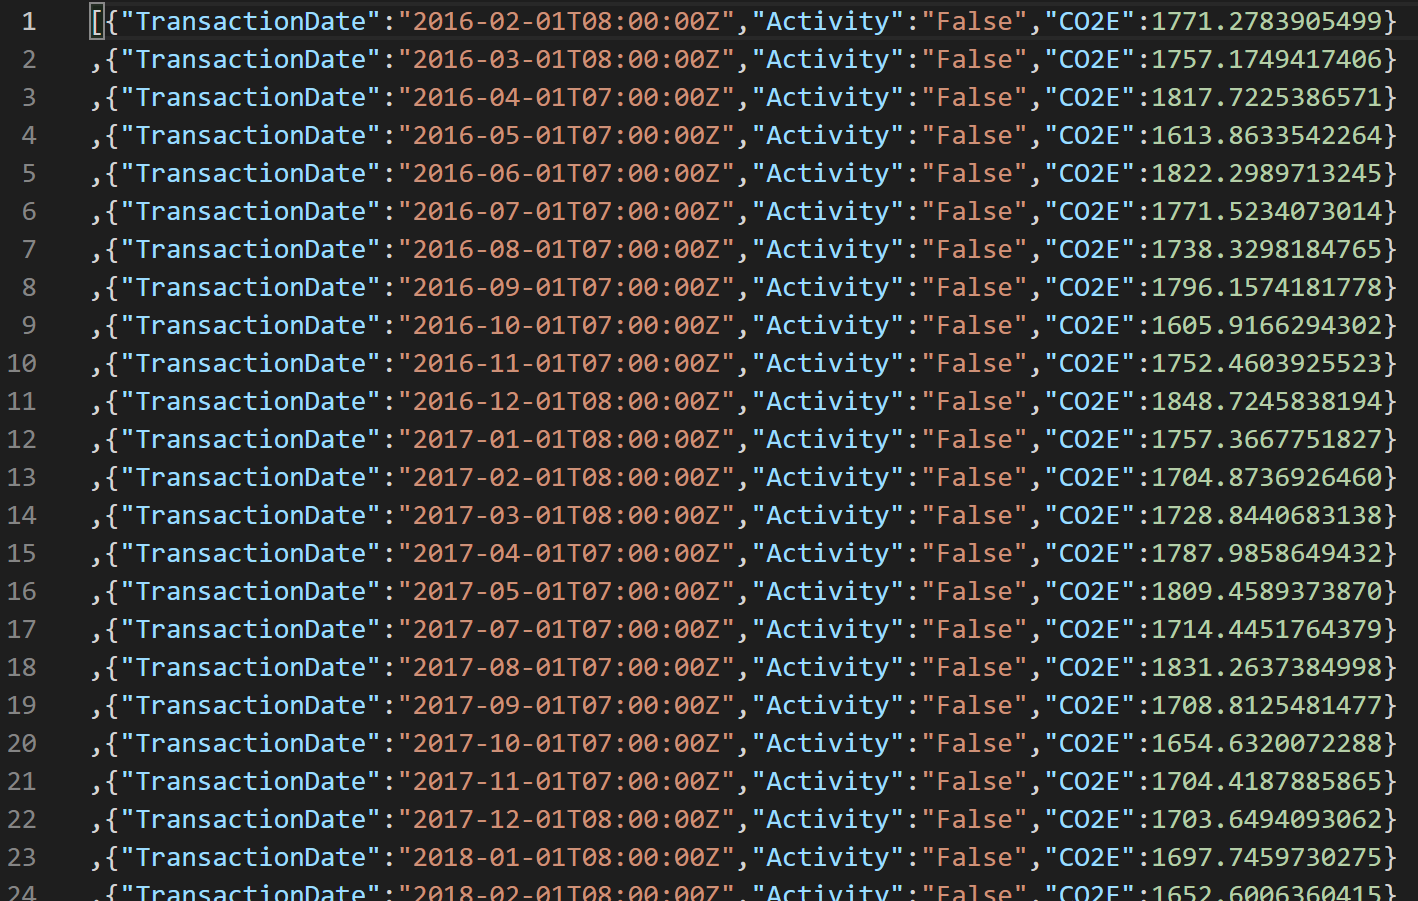 1 [{"TransactionDate":"2016-02-01T08:00:00Z","Activity":"False","CO2E":1771.2783905499}
2 ,{"TransactionDate":"2016-03-01T08:00:00Z","Activity":"False","CO2E":1757.1749417406}
3 ,{"TransactionDate":"2016-04-01T07:00:00Z","Activity":"False","CO2E":1817.7225386571}
4 ,{"TransactionDate":"2016-05-01T07:00:00Z","Activity":"False","CO2E":1613.8633542264}
5 ,{"TransactionDate":"2016-06-01T07:00:00Z","Activity":"False","CO2E":1822.2989713245}
6 ,{"TransactionDate":"2016-07-01T07:00:00Z","Activity":"False","CO2E":1771.5234073014}
7 ,{"TransactionDate":"2016-08-01T07:00:00Z","Activity":"False","CO2E":1738.3298184765}
8 ,{"TransactionDate":"2016-09-01T07:00:00Z","Activity":"False","CO2E":1796.1574181778}
9 ,{"TransactionDate":"2016-10-01T07:00:00Z","Activity":"False","CO2E":1605.9166294302}
10 ,{"TransactionDate":"2016-11-01T07:00:00Z","Activity":"False","CO2E":1752.4603925523}
11 ,{"TransactionDate":"2016-12-01T08:00:00Z","Activity":"False","CO2E":1848.7245838194}
12 ,{"TransactionDate":"2017-01-01T08:00:00Z","Activity":"False","CO2E":1757.3667751827}
13 ,{"TransactionDate":"2017-02-01T08:00:00Z","Activity":"False","CO2E":1704.8736926460}
14 ,{"TransactionDate":"2017-03-01T08:00:00Z","Activity":"False","CO2E":1728.8440683138}
15 ,{"TransactionDate":"2017-04-01T07:00:00Z","Activity":"False","CO2E":1787.9858649432}
16 ,{"TransactionDate":"2017-05-01T07:00:00Z","Activity":"False","CO2E":1809.4589373870}
17 ,{"TransactionDate":"2017-07-01T07:00:00Z","Activity":"False","CO2E":1714.4451764379}
18 ,{"TransactionDate":"2017-08-01T07:00:00Z","Activity":"False","CO2E":1831.2637384998}
19 ,{"TransactionDate":"2017-09-01T07:00:00Z","Activity":"False","CO2E":1708.8125481477}
20 ,{"TransactionDate":"2017-10-01T07:00:00Z","Activity":"False","CO2E":1654.6320072288}
21 ,{"TransactionDate":"2017-11-01T07:00:00Z","Activity":"False","CO2E":1704.4187885865}
22 ,{"TransactionDate":"2017-12-01T08:00:00Z","Activity":"False","CO2E":1703.6494093062}
23 ,{"TransactionDate":"2018-01-01T08:00:00Z","Activity":"False","CO2E":1697.7459730275}
24 ,{"TransactionDate":"2018-02-01T08:00:00Z","Activity":"False","CO2E":1652.6006360415}